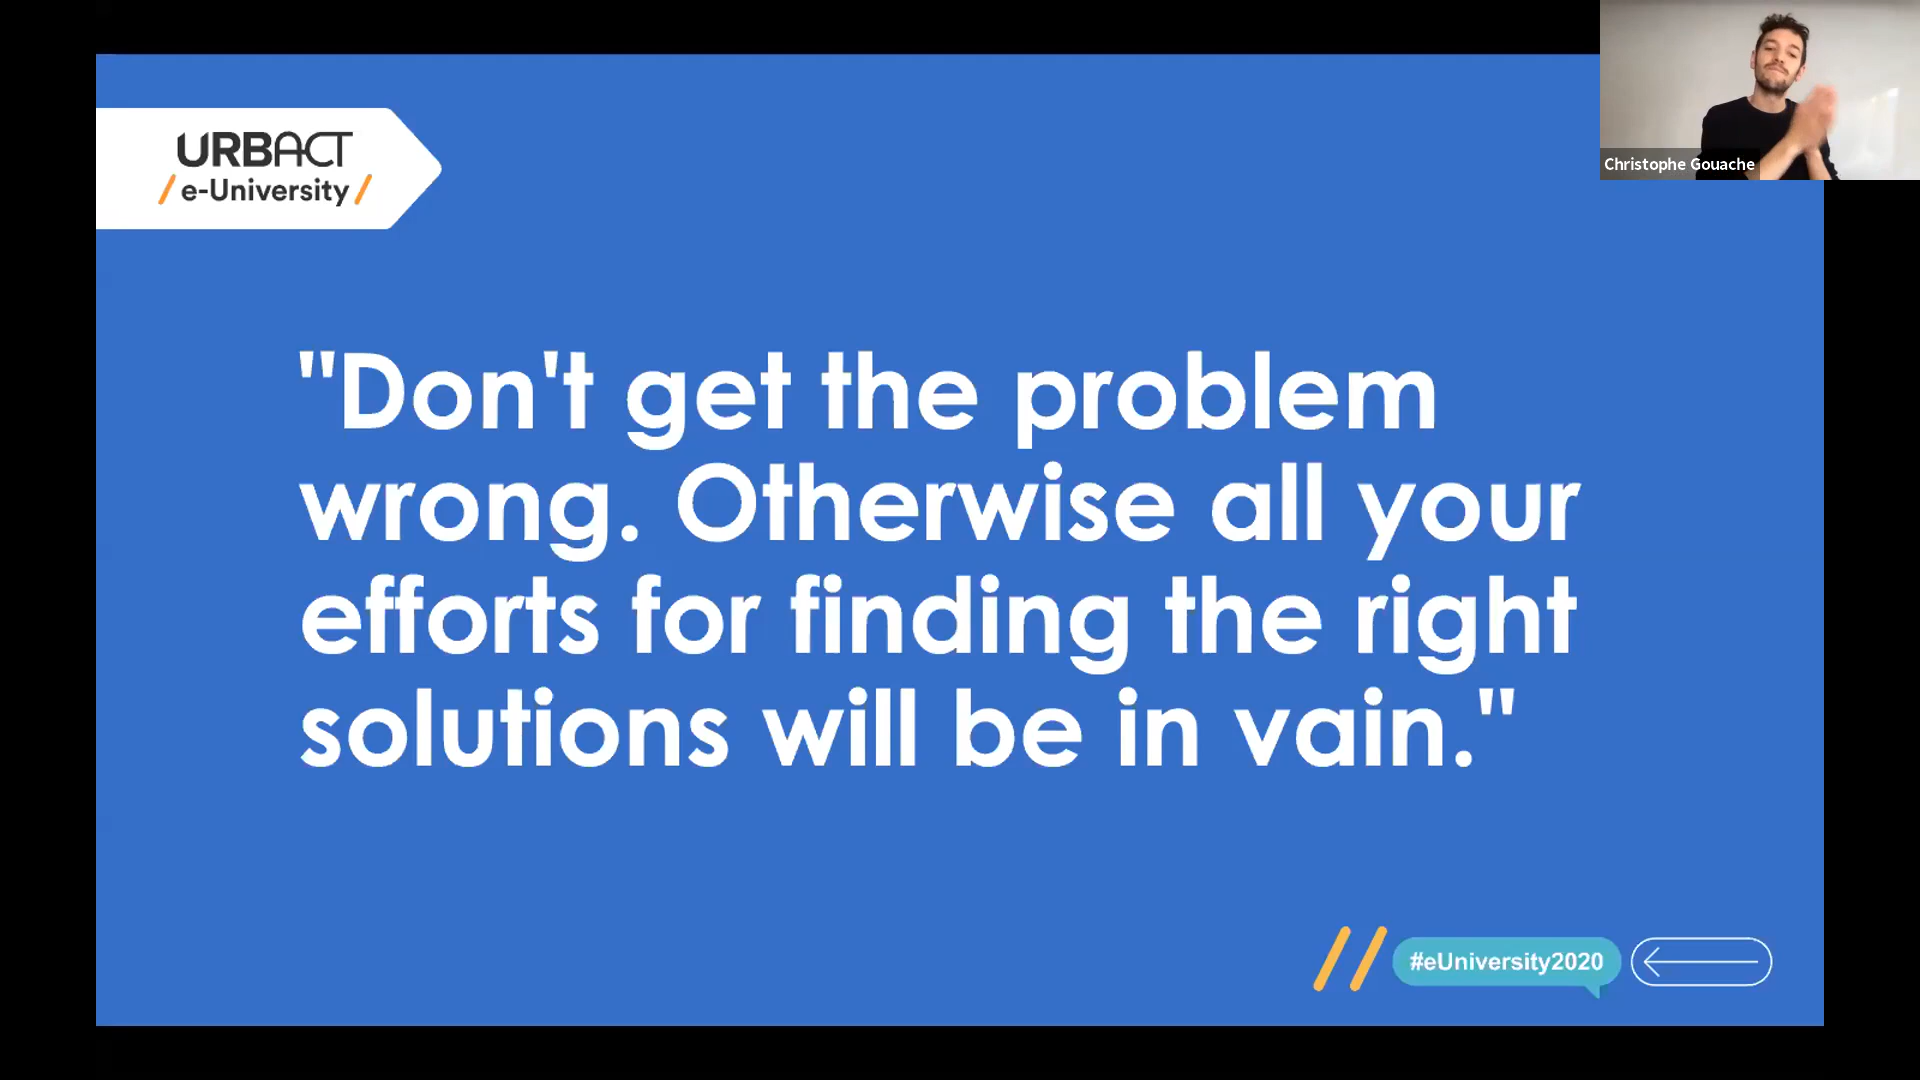 URBACT
/ e-University /
Christophe Gouache
"Don't get the problem
wrong. Otherwise all your
efforts for finding the right
solutions will be in vain."
#eUniversity2020